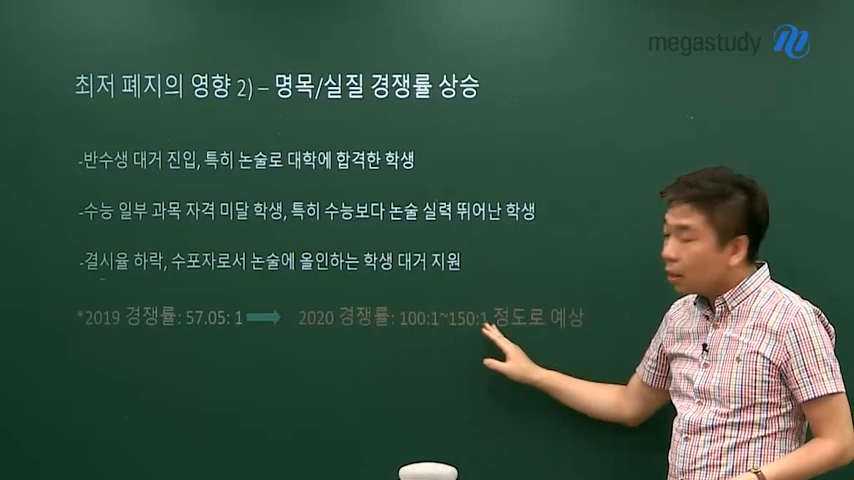 megastudy
최저 폐지의 영향 2) – 명목/실질 경쟁률 상승
-반수생 대거 진입, 특히 논술로 대학에 합격한 학생
-수능 일부 과목 자격 미달 학생, 특히 수능보다 논술 실력 뛰어난 학생
-결시율 하락, 수포자로서 논술에 올인하는 학생 대거 지원
*2019 경쟁률: 57.05: 1 2020 경쟁률: 100:1~150:1 정도로 예상